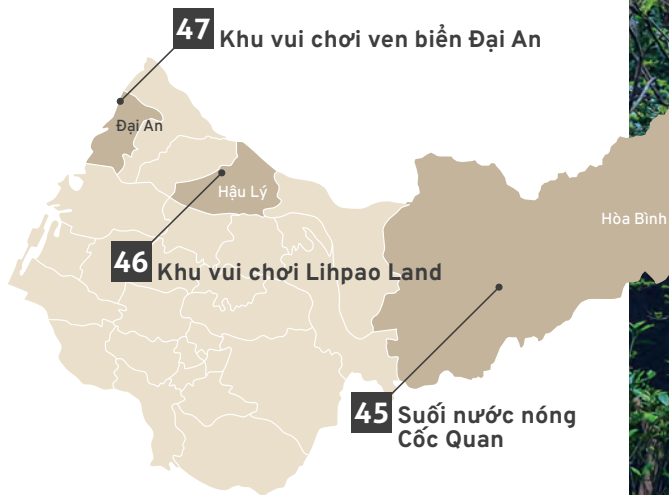 47 Khu vui chơi ven biển Đại An
Đại An
Hậu Lý
Hòa Bình
46 Khu vui chơi Lihpao Land
45 Suối nước nóng
Cốc Quan